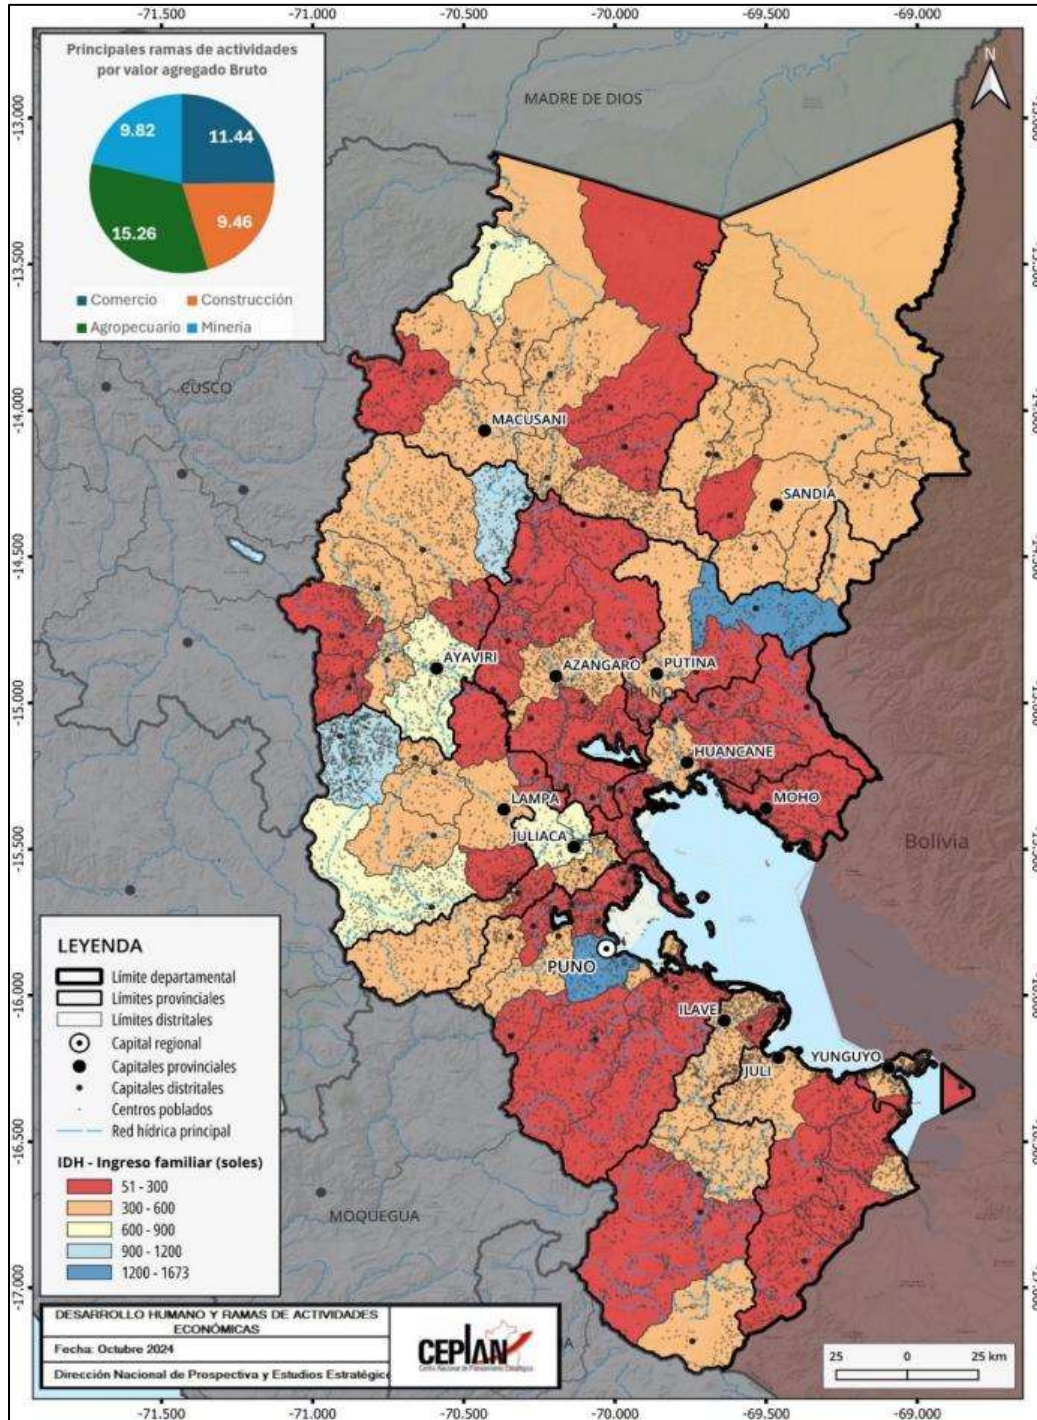 -71.500 -71.000 -70.500 -70.000 -69.500 -69.000
Principales ramas de actividades
por valor agregado Bruto
9.82
11.44
15.26
9.46
Comercio
Construcción
Agropecuario
Minería
N
-13.000
-13.500
-14.000
-14.500
-15.000
-15.500
-16.000
-16.500
-17.000
MADRE DE DIOS
CUSCO
MACUSANI
SANDIA
AYAVIRI
AZANGARO
PUTINA
PUNO
HUANCANE
LAMPA
MOHO
JULIACA
Bolivia
PUNO
ILAVE
YUNGUYO
JULI
MOQUEGUA
LEYENDA
Límite departamental
Límites provinciales
Límites distritales
Capital regional
Capitales provinciales
Capitales distritales
Centros poblados
Red hídrica principal
IDH - Ingreso familiar (soles)
51 - 300
300 - 600
600 - 900
900 - 1200
1200 - 1673
DESARROLLO HUMANO Y RAMAS DE ACTIVIDADES
ECONÓMICAS
Fecha: Octubre 2024
Dirección Nacional de Prospectiva y Estudios Estratégic
CEPLAN
Centro Nacional de Planeamiento Estratégico
25 0 25 km
-71.500 -71.000 -70.500 -70.000 -69.500 -69.000